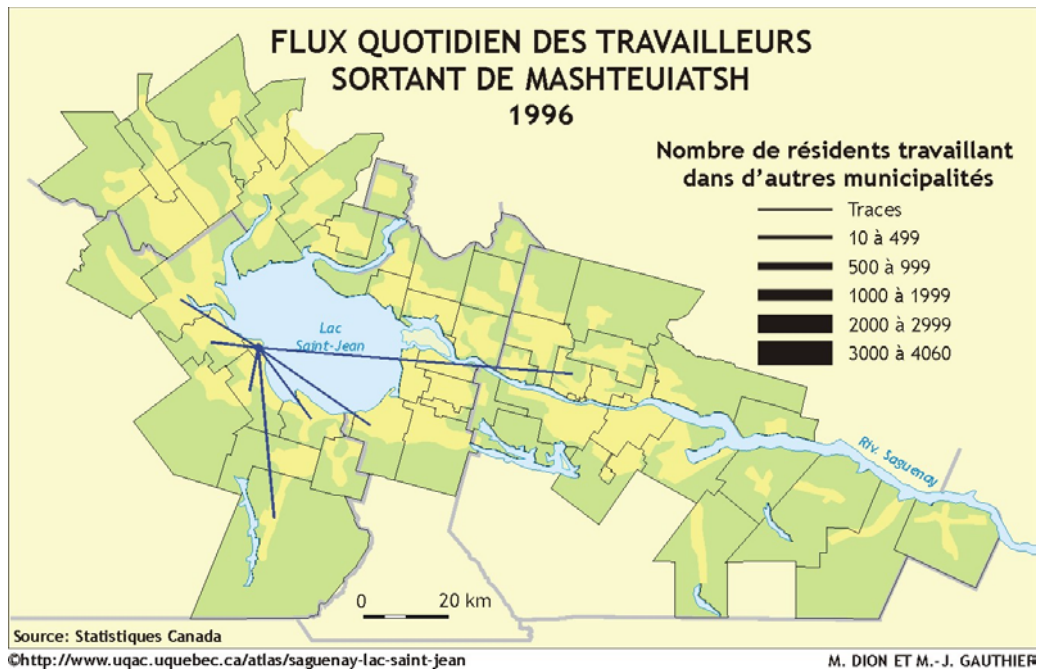 FLUX QUOTIDIEN DES TRAVAILLEURS
SORTANT DE MASHTEUIATSH
1996
Nombre de résidents travaillant
dans d'autres municipalités
Traces
10 à 499
500 à 999
1000 à 1999
2000 à 2999
3000 à 4060
Lac
Saint-Jean
Riv. Saguenay
0 20 km
Source: Statistiques Canada
©http://www.uqac.uquebec.ca/atlas/saguenay-lac-saint-jean
M. DION ET M.- J. GAUTHIER